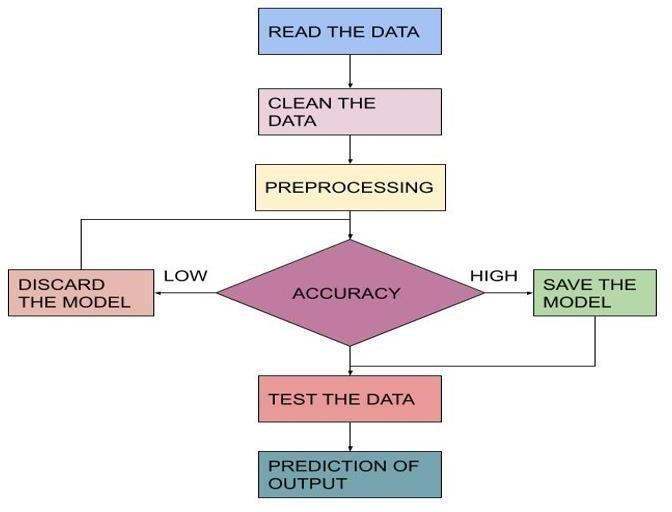 READ THE DATA
CLEAN THE
DATA
PREPROCESSING
LOW
HIGH
DISCARD
THE MODEL
ACCURACY
SAVE THE
MODEL
TEST THE DATA
PREDICTION OF
OUTPUT